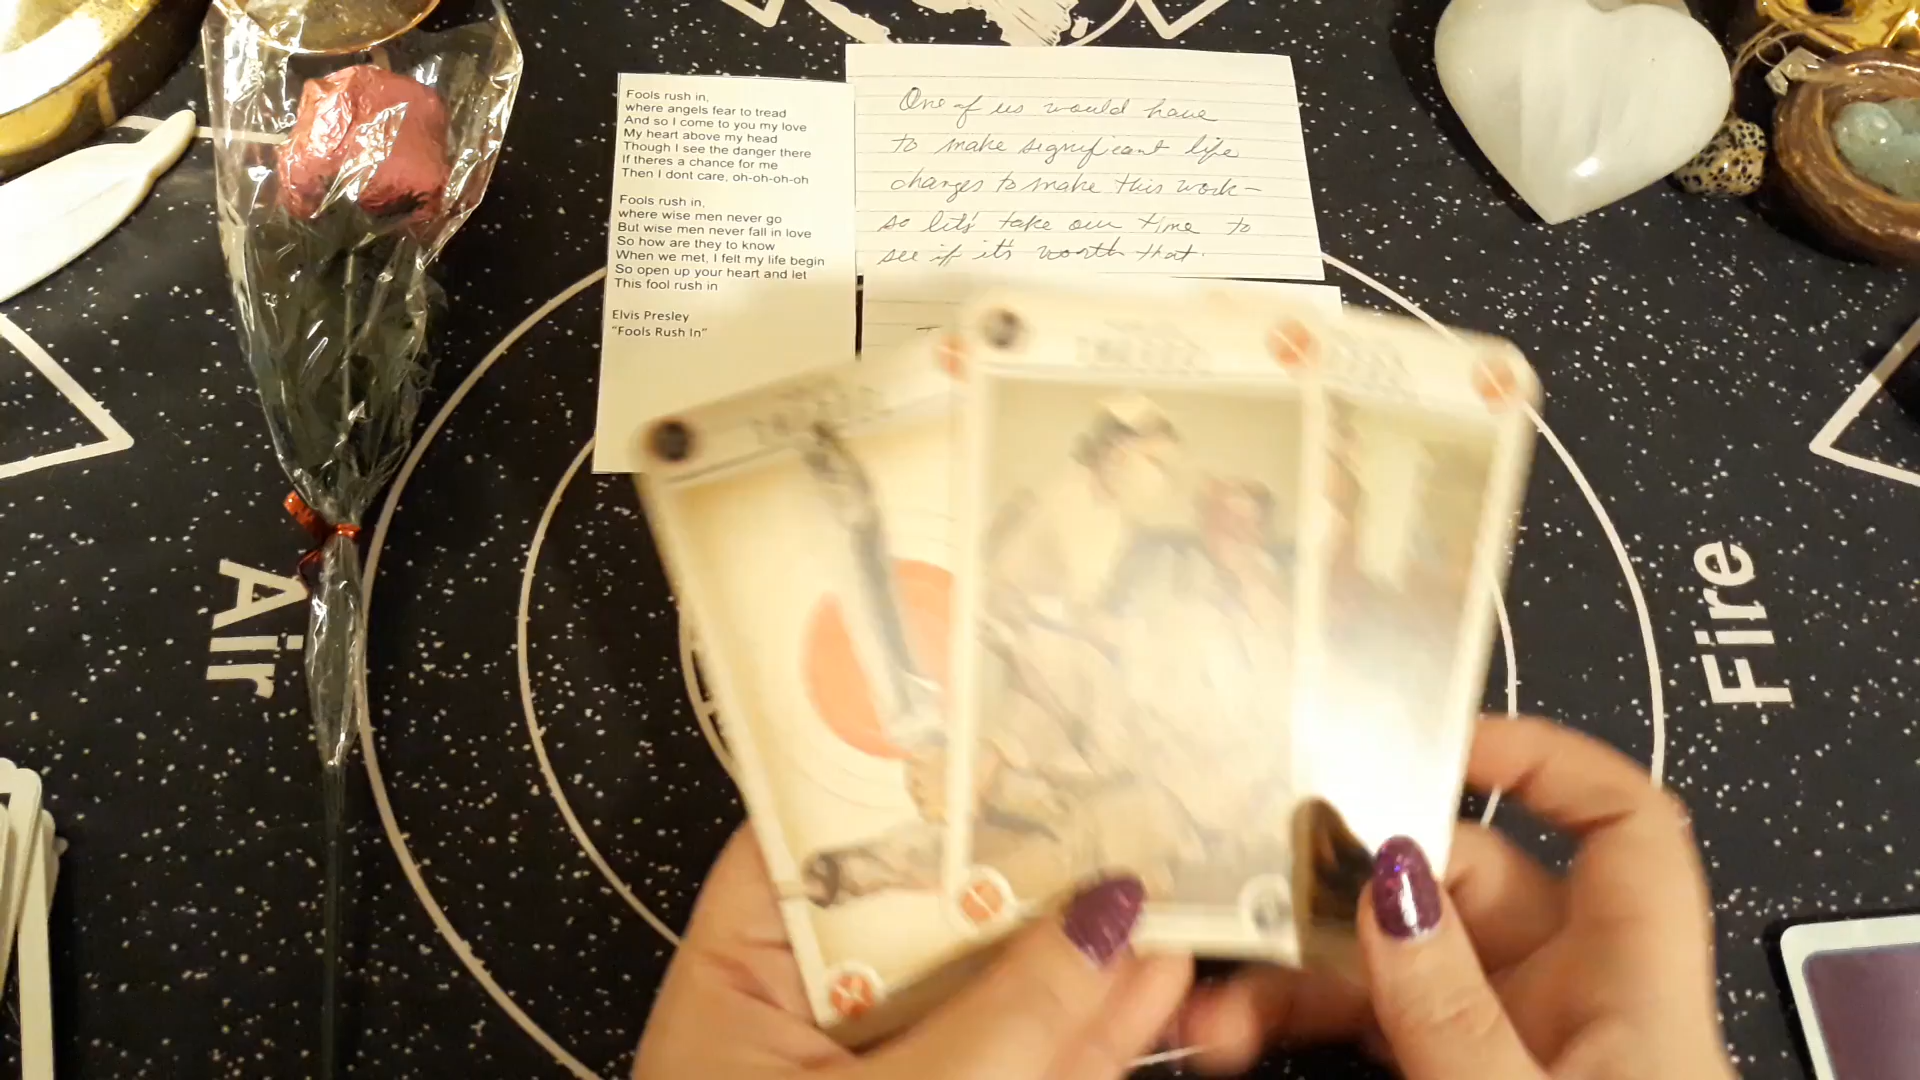 Fools rush in,
where angels fear to tread
And so I come to you my love
My heart above my head
Though I see the danger there
If theres a chance for me
Then I dont care, oh-oh-oh-oh
Fools rush in,
where wise men never go
But wise men never fall in love
So how are they to know
When we met, I felt my life begin
So open up your heart and let
This fool rush in
Elvis Presley
"Fools Rush In"
One of us would have
to make significant life
changes to make this work-
so let's take our time to
see if it's worth that.
Air
Fire